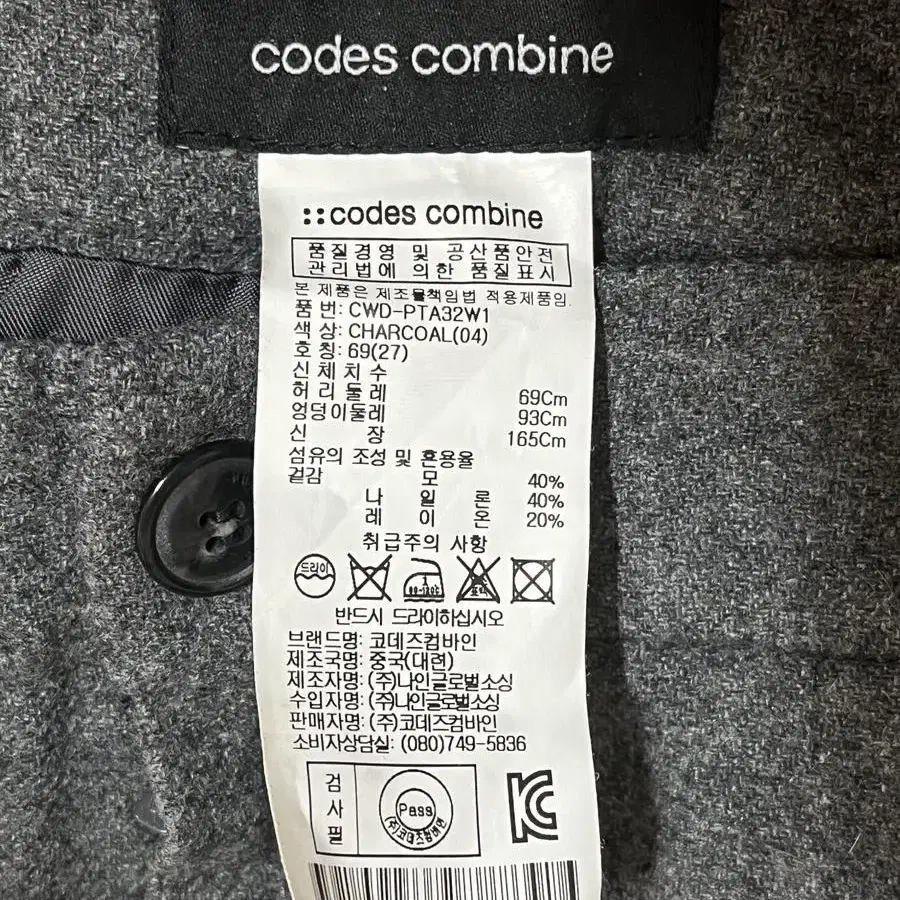 codes combine
::codes combine
품질경영 및 공산품안전
관리법에 의한 품질표시
본 제품은 제조물책임법 적용제품임.
품 번: CWD-PTA32W1
색 상: CHARCOAL(04)
호 칭: 69(27)
신체치수
허리둘레 69Cm
엉덩이둘레 93Cm
신 장 165Cm
섬유의 조성 및 혼용율
겉감 모 40%
나 일 론 40%
레 이 온 20%
취급주의 사항
드라이
반드시 드라이하십시오
브랜드명: 코데즈컴바인
제조국명: 중국(대련)
제조자명: (주)나인글로벌소싱
수입자명: (주)나인글로벌소싱
판매자명: (주)코데즈컴바인
소비자상담실: (080)749-5836
검사필
Pass
(주)코데즈컴바인
KC